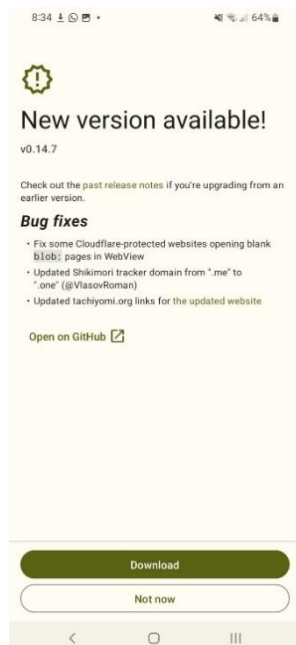 8:34
64%
New version available!
v0.14.7
Check out the past release notes if you're upgrading from an
earlier version.
Bug fixes
• Fix some Cloudflare-protected websites opening blank
blob: pages in WebView
• Updated Shikimori tracker domain from ".me" to
".one" (@VlasovRoman)
• Updated tachiyomi.org links for the updated website
Open on GitHub
Download
Not now